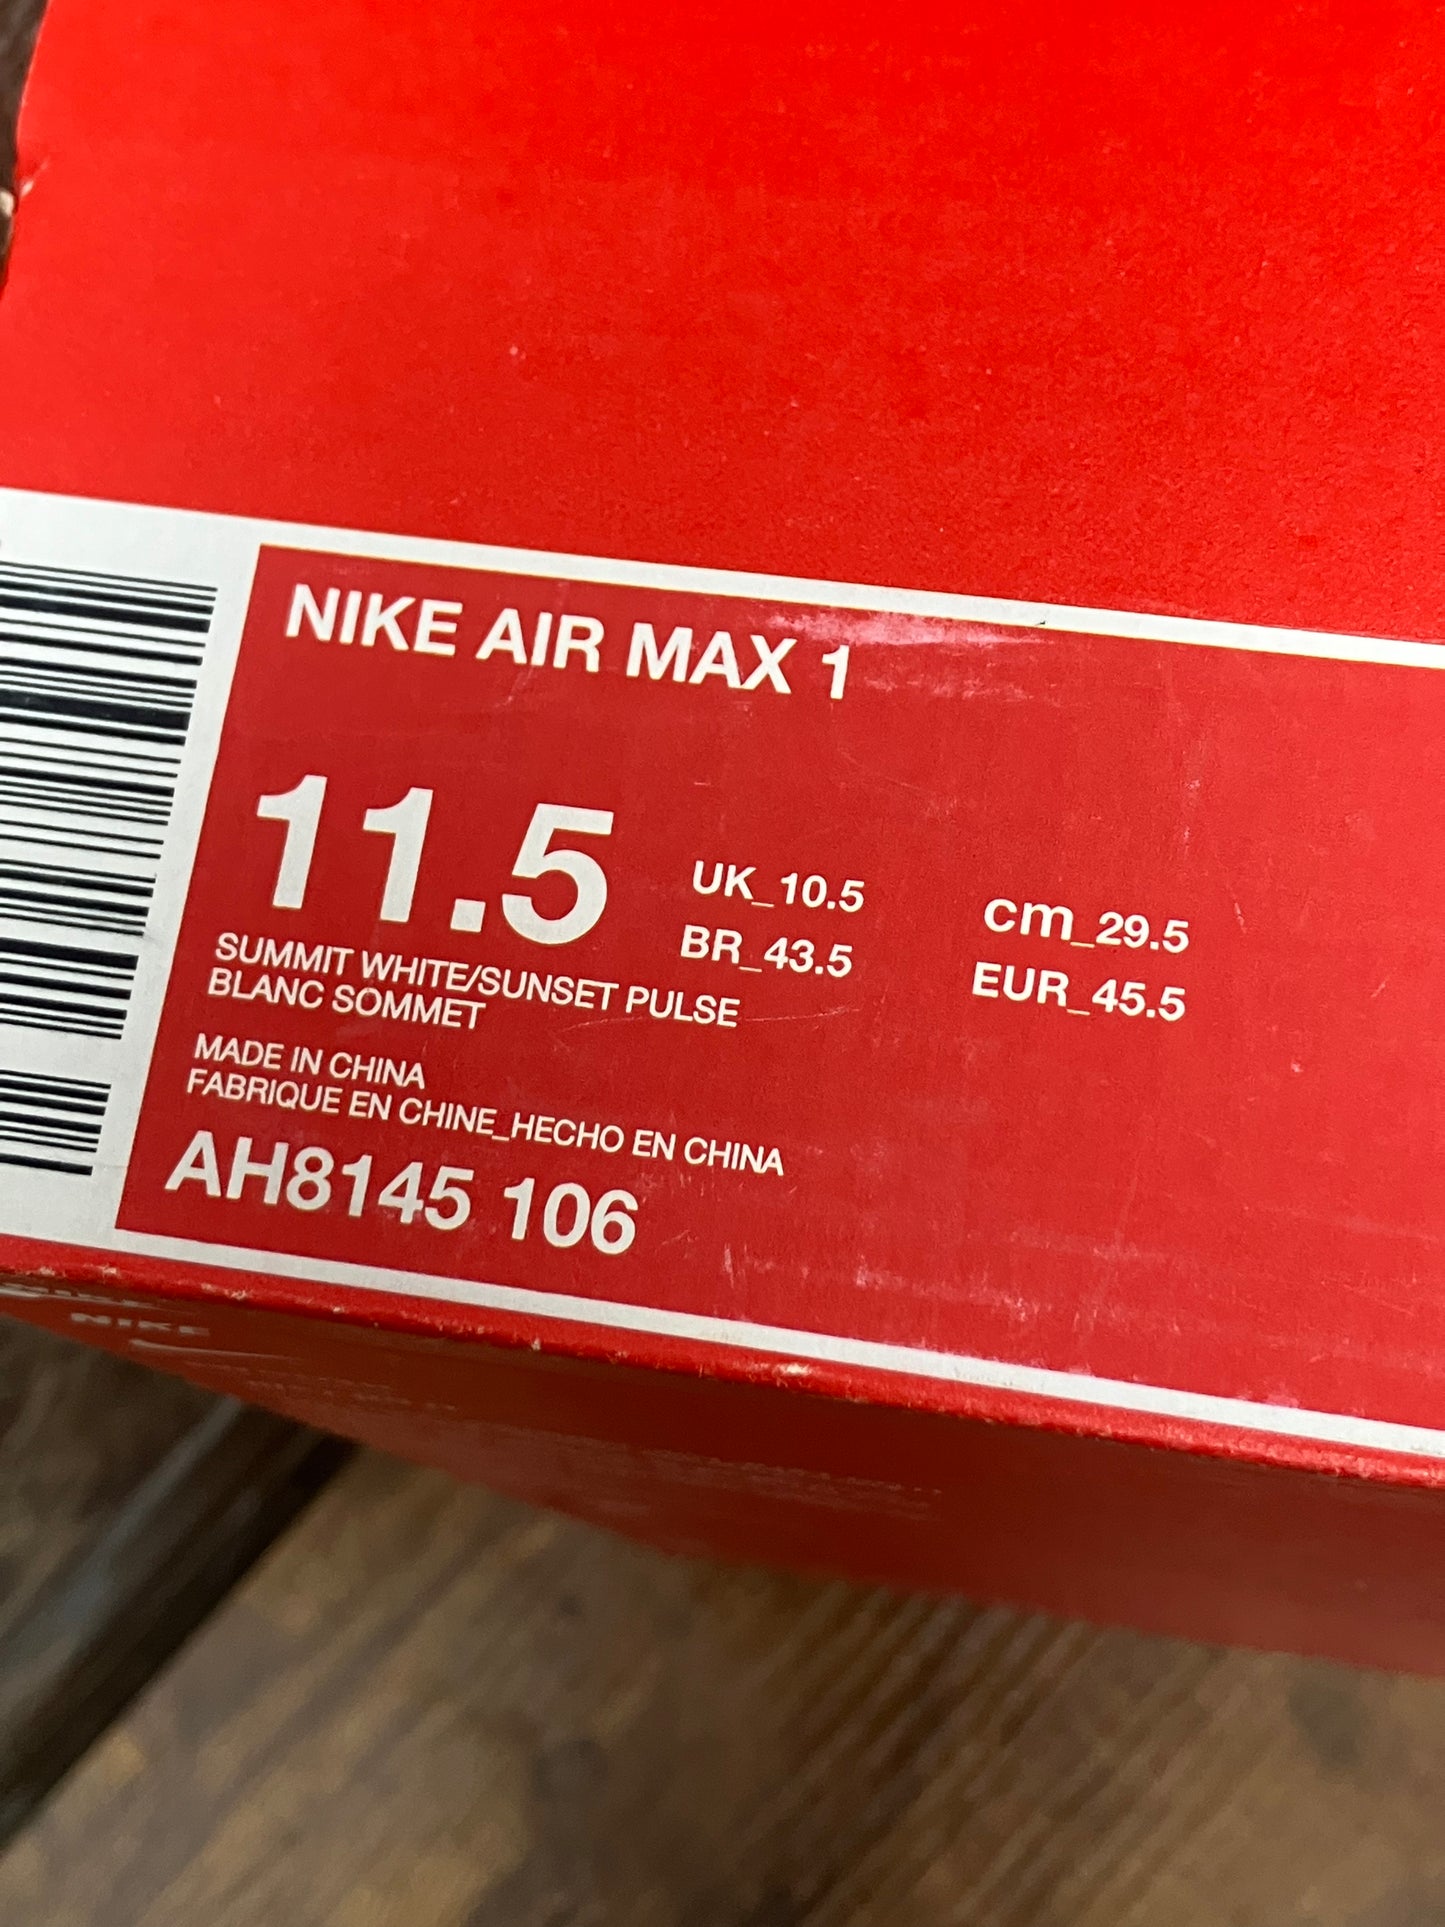 NIKE AIR MAX 1
11.5
UK_10.5
cm_29.5
BR_43.5
EUR_45.5
SUMMIT WHITE/SUNSET PULSE
BLANC SOMMET
MADE IN CHINA
FABRIQUE EN CHINE_HECHO EN CHINA
AH8145 106
NIKE